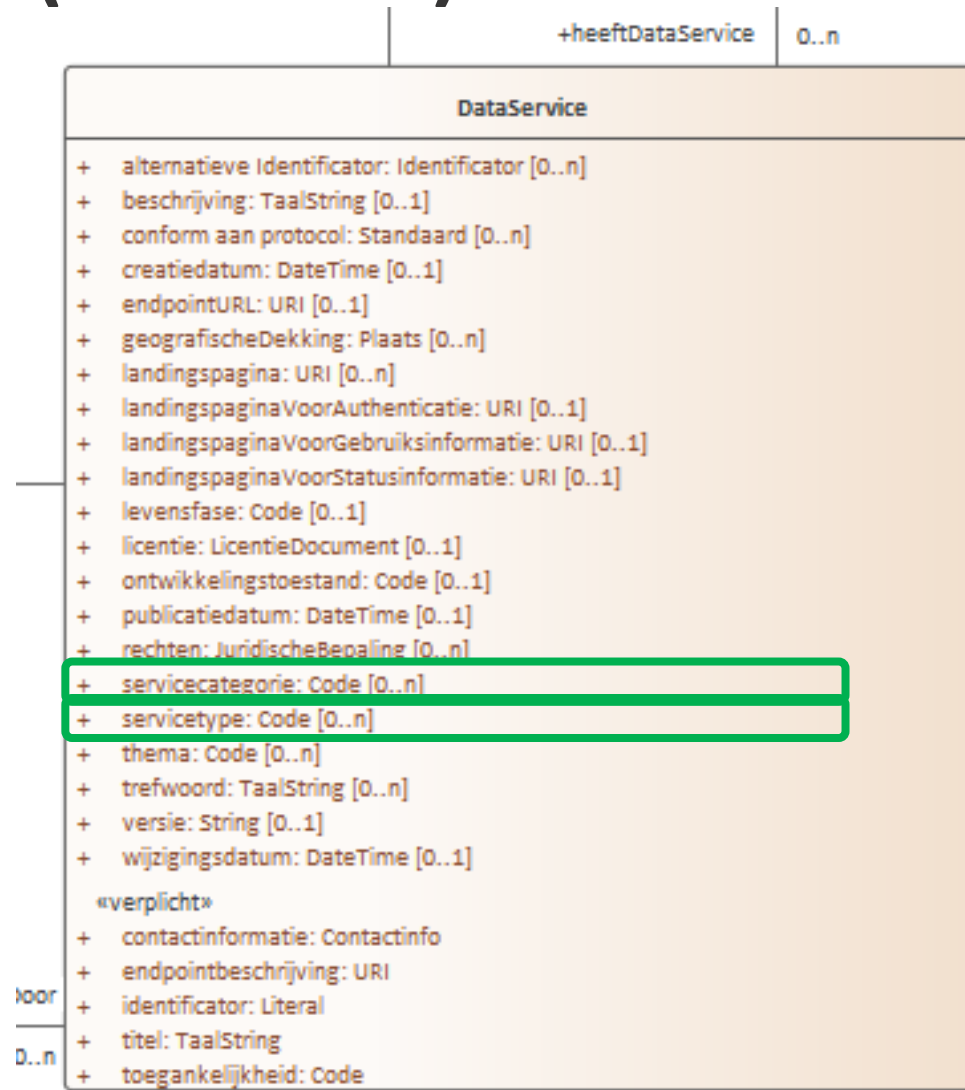 +heeftDataService 0..n
DataService
+ alternatieve Identificator: Identificator [0..n]
+ beschrijving: TaalString [0..1]
+ conform aan protocol: Standaard [0..n]
+ creatiedatum: DateTime [0..1]
+ endpointURL: URI [0..1]
+ geografischeDekking: Plaats [0..n]
+ landingspagina: URI [0..n]
+ landingspaginaVoorAuthenticatie: URI [0..1]
+ landingspaginaVoorGebruiksinformatie: URI [0..1]
+ landingspaginaVoorStatusinformatie: URI [0..1]
+ levensfase: Code [0..1]
+ licentie: LicentieDocument [0..1]
+ ontwikkelingstoestand: Code [0..1]
+ publicatiedatum: DateTime [0..1]
+ rechten: JuridischeBepaling [0..n]
+ servicecategorie: Code [0..n]
+ servicetype: Code [0..n]
+ thema: Code [0..n]
+ trefwoord: TaalString [0..n]
+ versie: String [0..1]
+ wijzigingsdatum: DateTime [0..1]
«verplicht»
+ contactinformatie: Contactinfo
+ endpointbeschrijving: URI
+ identificator: Literal
+ titel: TaalString
+ toegankelijkheid: Code
Door
0..n